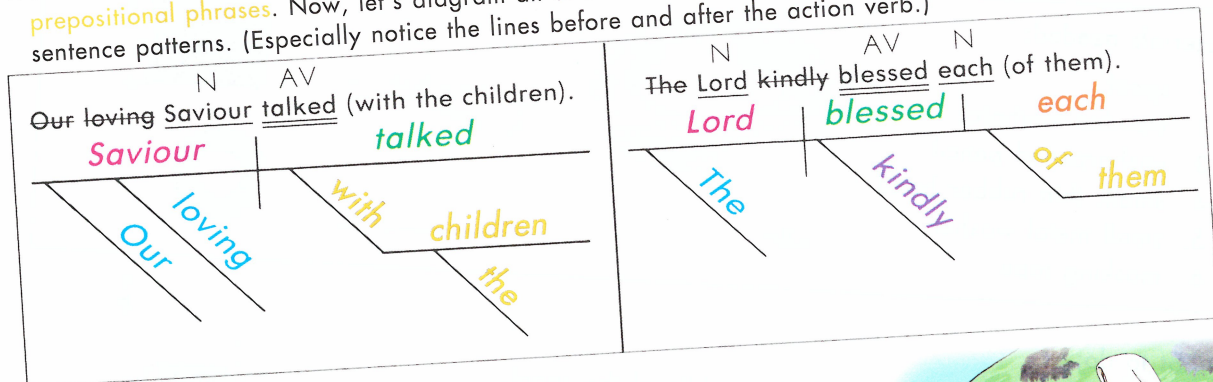 prepositional phrases. Now, let's
sentence patterns. (Especially notice the lines before and after the action verb.)
N AV
Our loving Saviour talked (with the children).
Saviour talked
Our loving with children
the
N AV N
The Lord kindly blessed each (of them).
Lord blessed each
The kindly of them